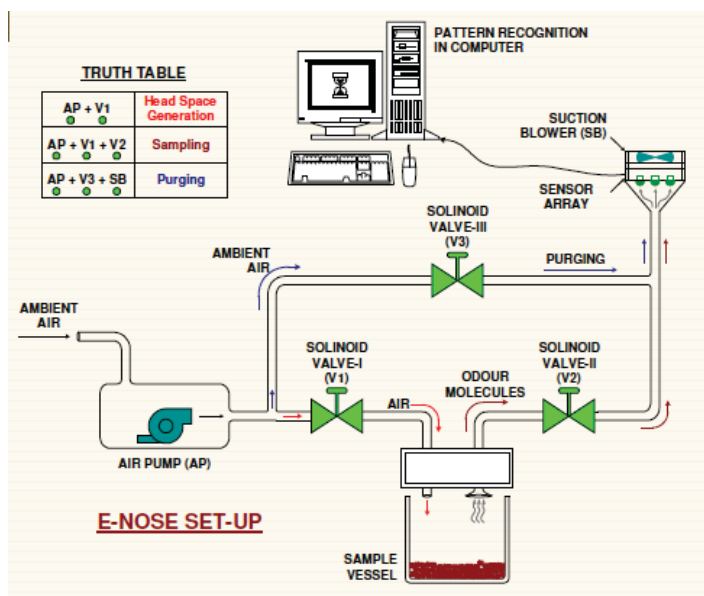 PATTERN RECOGNITION
IN COMPUTER
TRUTH TABLE
AP + V1
Head Space
Generation
AP + V1 + V2
Sampling
AP + V3 + SB
Purging
SUCTION
BLOWER (SB)
SENSOR
ARRAY
SOLINOID
VALVE-III
(V3)
AMBIENT
AIR
PURGING
AMBIENT
AIR
SOLINOID
VALVE-I
(V1)
ODOUR
MOLECULES
SOLINOID
VALVE-II
(V2)
AIR
AIR PUMP (AP)
E-NOSE SET-UP
SAMPLE
VESSEL